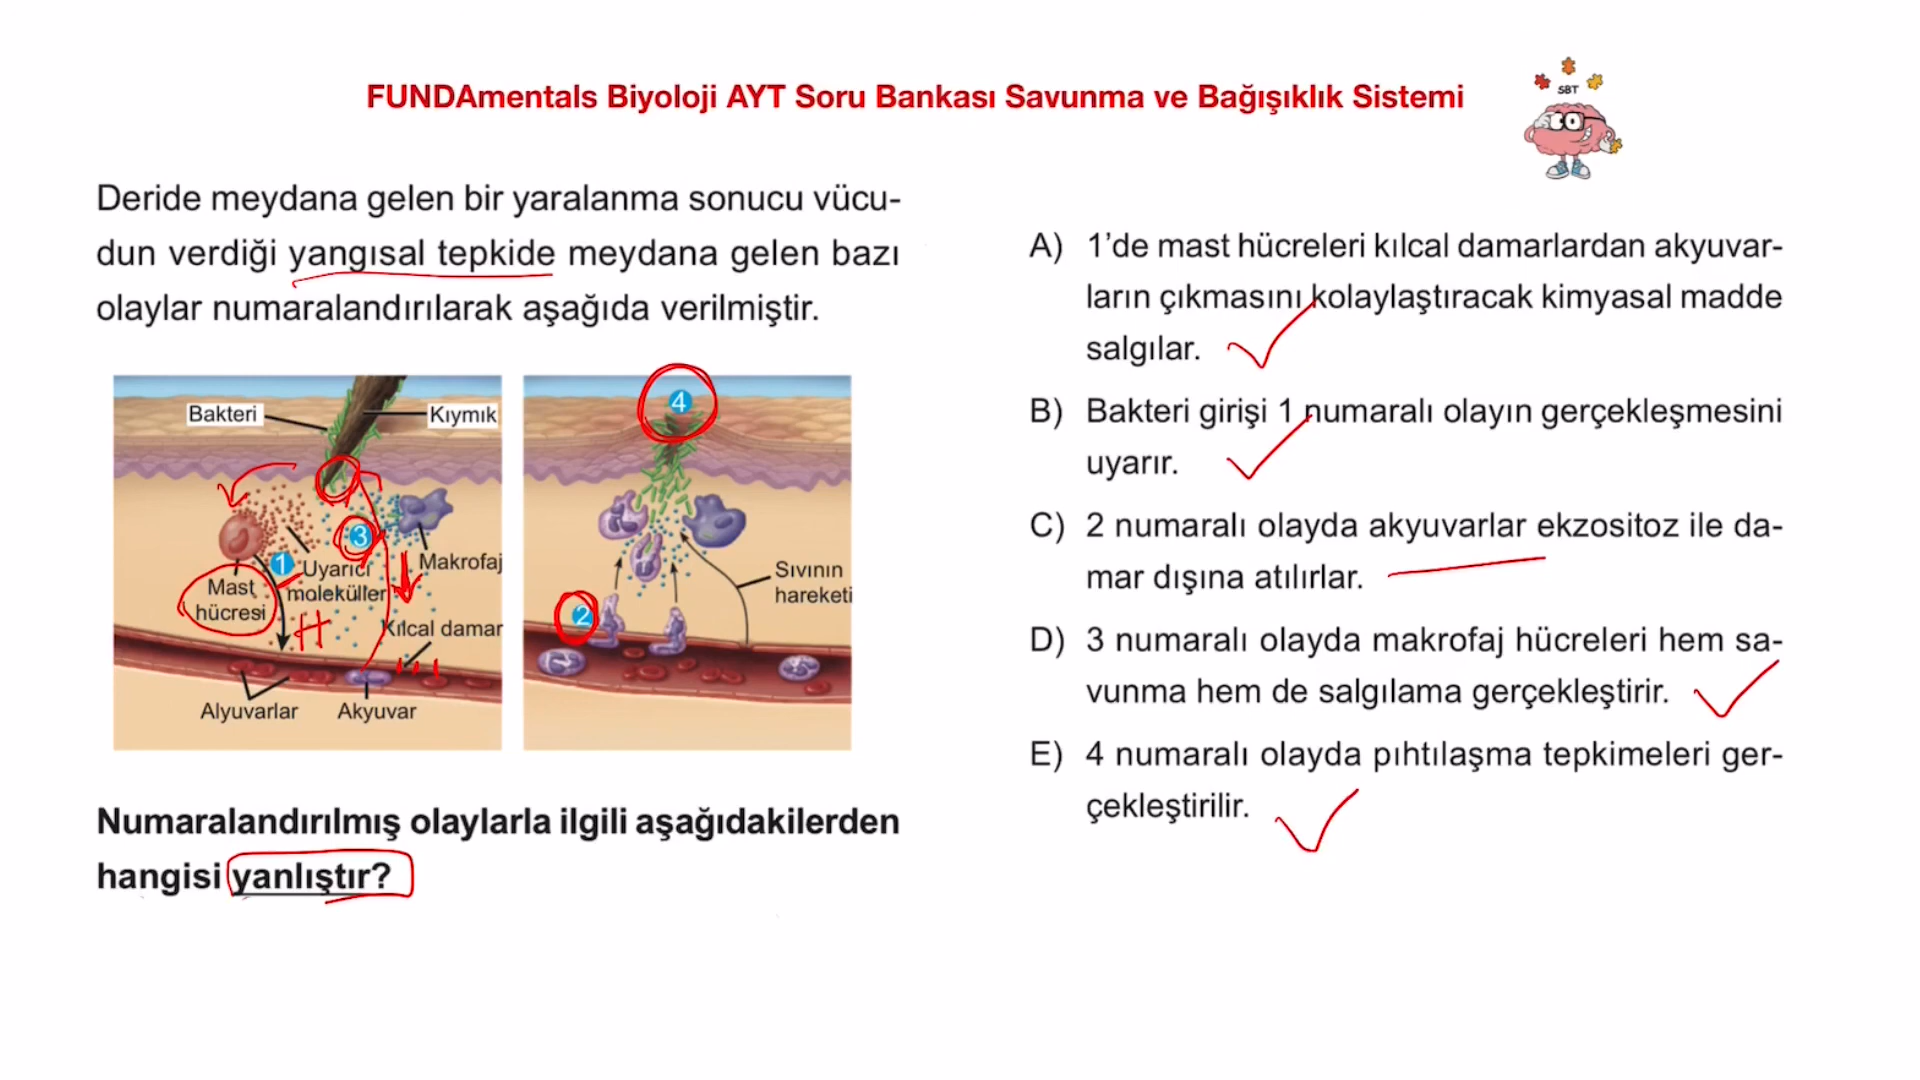 FUNDAmentals Biyoloji AYT Soru Bankası Savunma ve Bağışıklık Sistemi
SBT
Deride meydana gelen bir yaralanma sonucu vücu-
dun verdiği yangısal tepkide meydana gelen bazı
olaylar numaralandırılarak aşağıda verilmiştir.
Bakteri
Kıymık
3
Makrofaj
1
Uyarıcı
moleküller
Mast
hücresi
H
Kılcal damar
Alyuvarlar
Akyuvar
4
Sıvının
hareketi
2
Numaralandırılmış olaylarla ilgili aşağıdakilerden
hangisi yanlıştır?
A) 1’de mast hücreleri kılcal damarlardan akyuvar-
ların çıkmasını kolaylaştıracak kimyasal madde
salgılar.
B) Bakteri girişi 1 numaralı olayın gerçekleşmesini
uyarır.
C) 2 numaralı olayda akyuvarlar ekzositoz ile da-
mar dışına atılırlar.
D) 3 numaralı olayda makrofaj hücreleri hem sa-
vunma hem de salgılama gerçekleştirir.
E) 4 numaralı olayda pıhtılaşma tepkimeleri ger-
çekleştirilir.